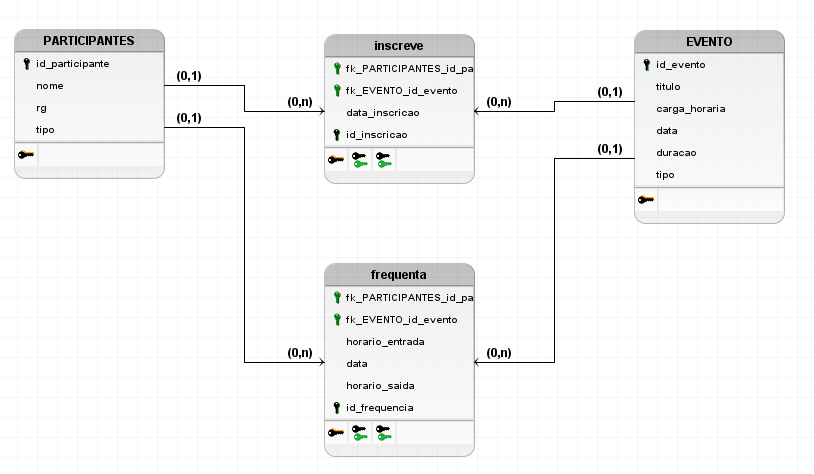 PARTICIPANTES
id_participante
nome
rg
tipo
(0,1)
(0,1)
(0,n)
inscreve
fk_PARTICIPANTES_id_pa
fk_EVENTO_id_evento
data_inscricao
id_inscricao
(0,n)
(0,1)
(0,1)
EVENTO
id_evento
titulo
carga_horaria
data
duracao
tipo
frequenta
fk_PARTICIPANTES_id_pa
fk_EVENTO_id_evento
horario_entrada
data
horario_saida
id_frequencia
(0,n)
(0,n)